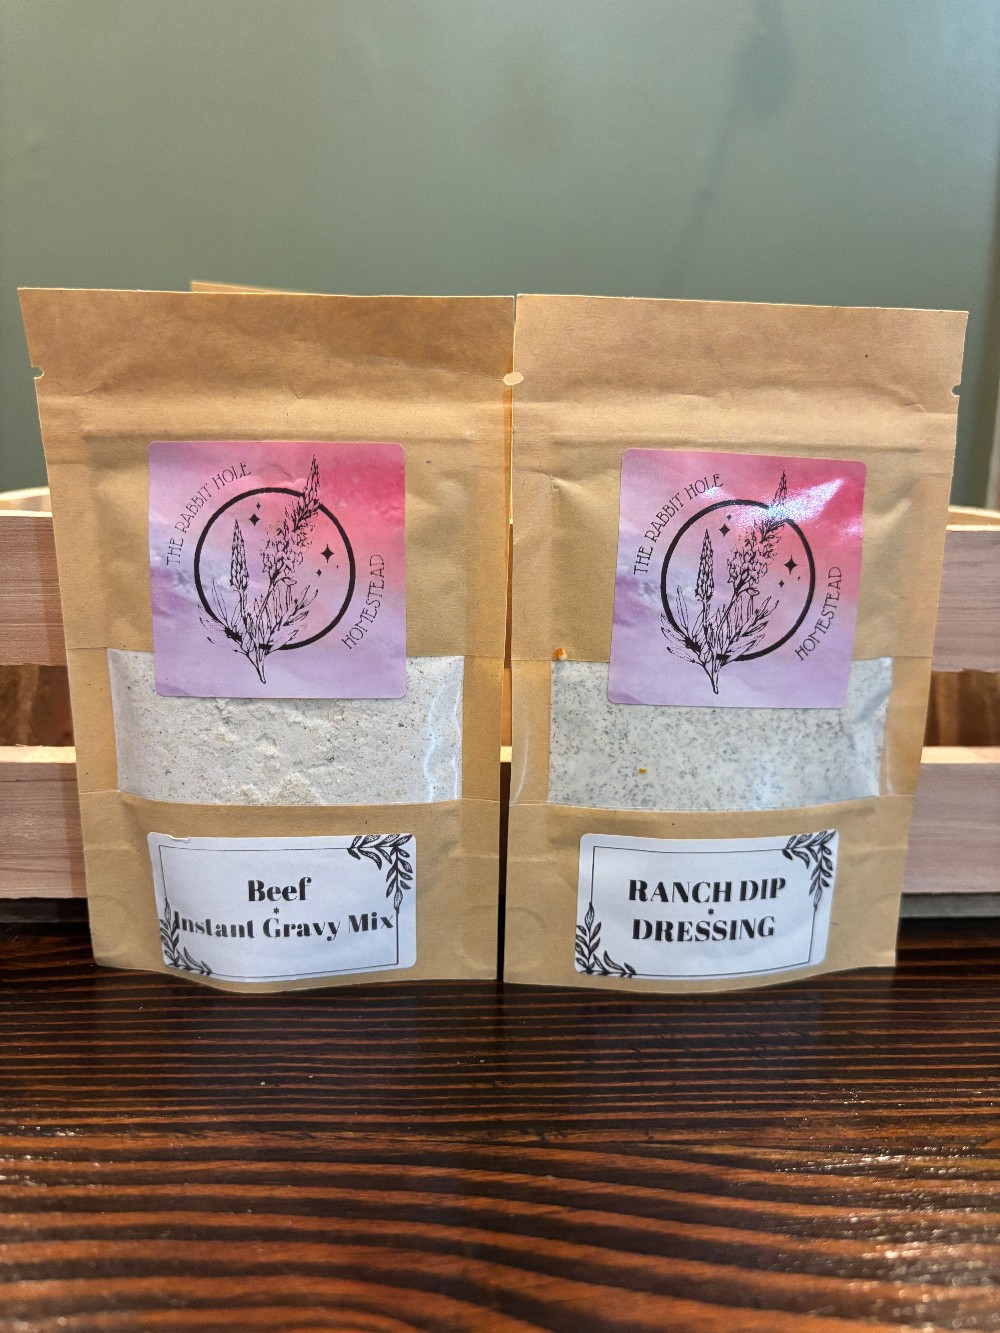 THE RABBIT HOLE
HOMESTEAD
Beef
*
Instant Gravy Mix
THE RABBIT HOLE
HOMESTEAD
RANCH DIP
*
DRESSING